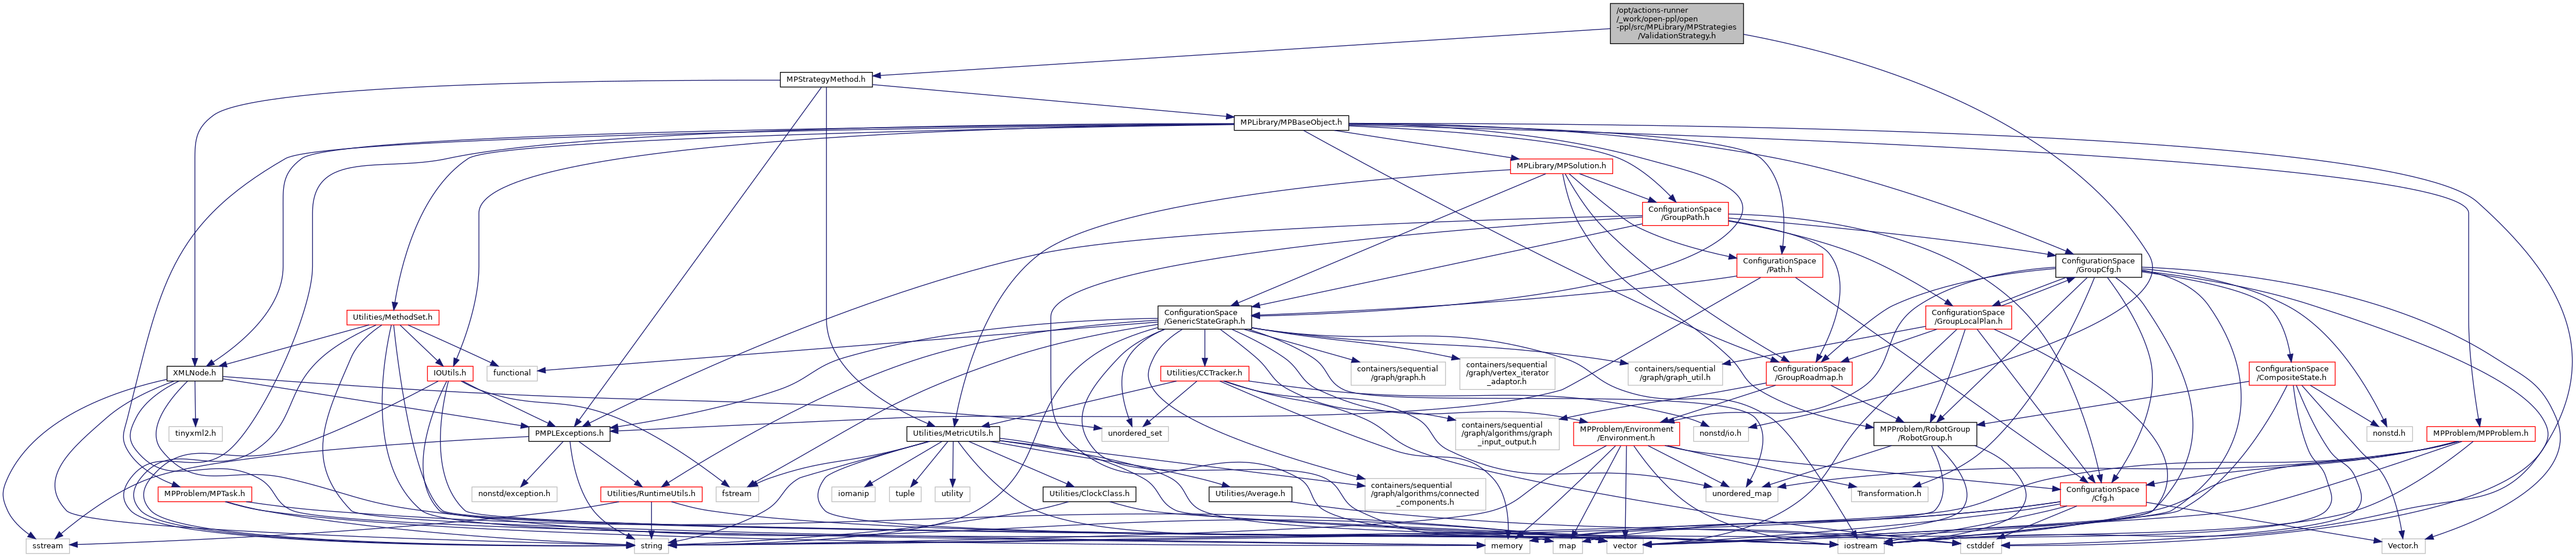 /opt/actions-runner
/_work/open-ppl/open
-ppl/src/MPLibrary/MPStrategies
/ValidationStrategy.h
MPStrategyMethod.h
MPLibrary/MPBaseObject.h
MPLibrary/MPSolution.h
ConfigurationSpace
/GroupPath.h
ConfigurationSpace
/Path.h
ConfigurationSpace
/GroupCfg.h
Utilities/MethodSet.h
ConfigurationSpace
/GenericStateGraph.h
ConfigurationSpace
/GroupLocalPlan.h
XMLNode.h
IOUtils.h
functional
Utilities/CCTracker.h
containers/sequential
/graph/graph.h
containers/sequential
/graph/vertex_iterator
_adaptor.h
containers/sequential
/graph/graph_util.h
ConfigurationSpace
/GroupRoadmap.h
ConfigurationSpace
/CompositeState.h
tinyxml2.h
PMPLExceptions.h
Utilities/MetricUtils.h
unordered_set
containers/sequential
/graph/algorithms/graph
_input_output.h
MPProblem/Environment
/Environment.h
nonstd/io.h
MPProblem/RobotGroup
/RobotGroup.h
nonstd.h
MPProblem/MPProblem.h
MPProblem/MPTask.h
nonstd/exception.h
Utilities/RuntimeUtils.h
fstream
iomanip
tuple
utility
Utilities/ClockClass.h
Utilities/Average.h
containers/sequential
/graph/algorithms/connected
_components.h
unordered_map
Transformation.h
ConfigurationSpace
/Cfg.h
sstream
string
memory
map
vector
iostream
cstddef
Vector.h